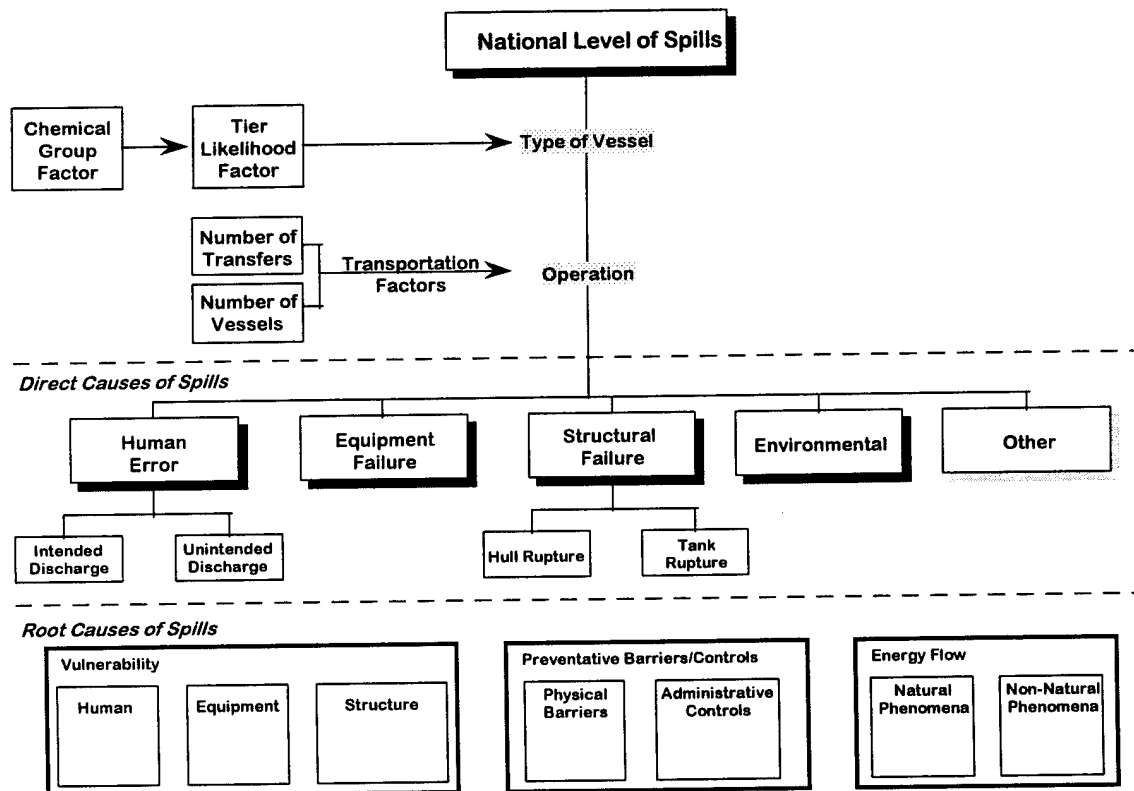 National Level of Spills
Chemical
Group
Factor
Tier
Likelihood
Factor
Type of Vessel
Number of
Transfers
Number of
Vessels
Transportation
Factors
Operation
Direct Causes of Spills
Human
Error
Equipment
Failure
Structural
Failure
Environmental
Other
Intended
Discharge
Unintended
Discharge
Hull Rupture
Tank
Rupture
Root Causes of Spills
Vulnerability
Human
Equipment
Structure
Preventative Barriers/Controls
Physical
Barriers
Administrative
Controls
Energy Flow
Natural
Phenomena
Non-Natural
Phenomena